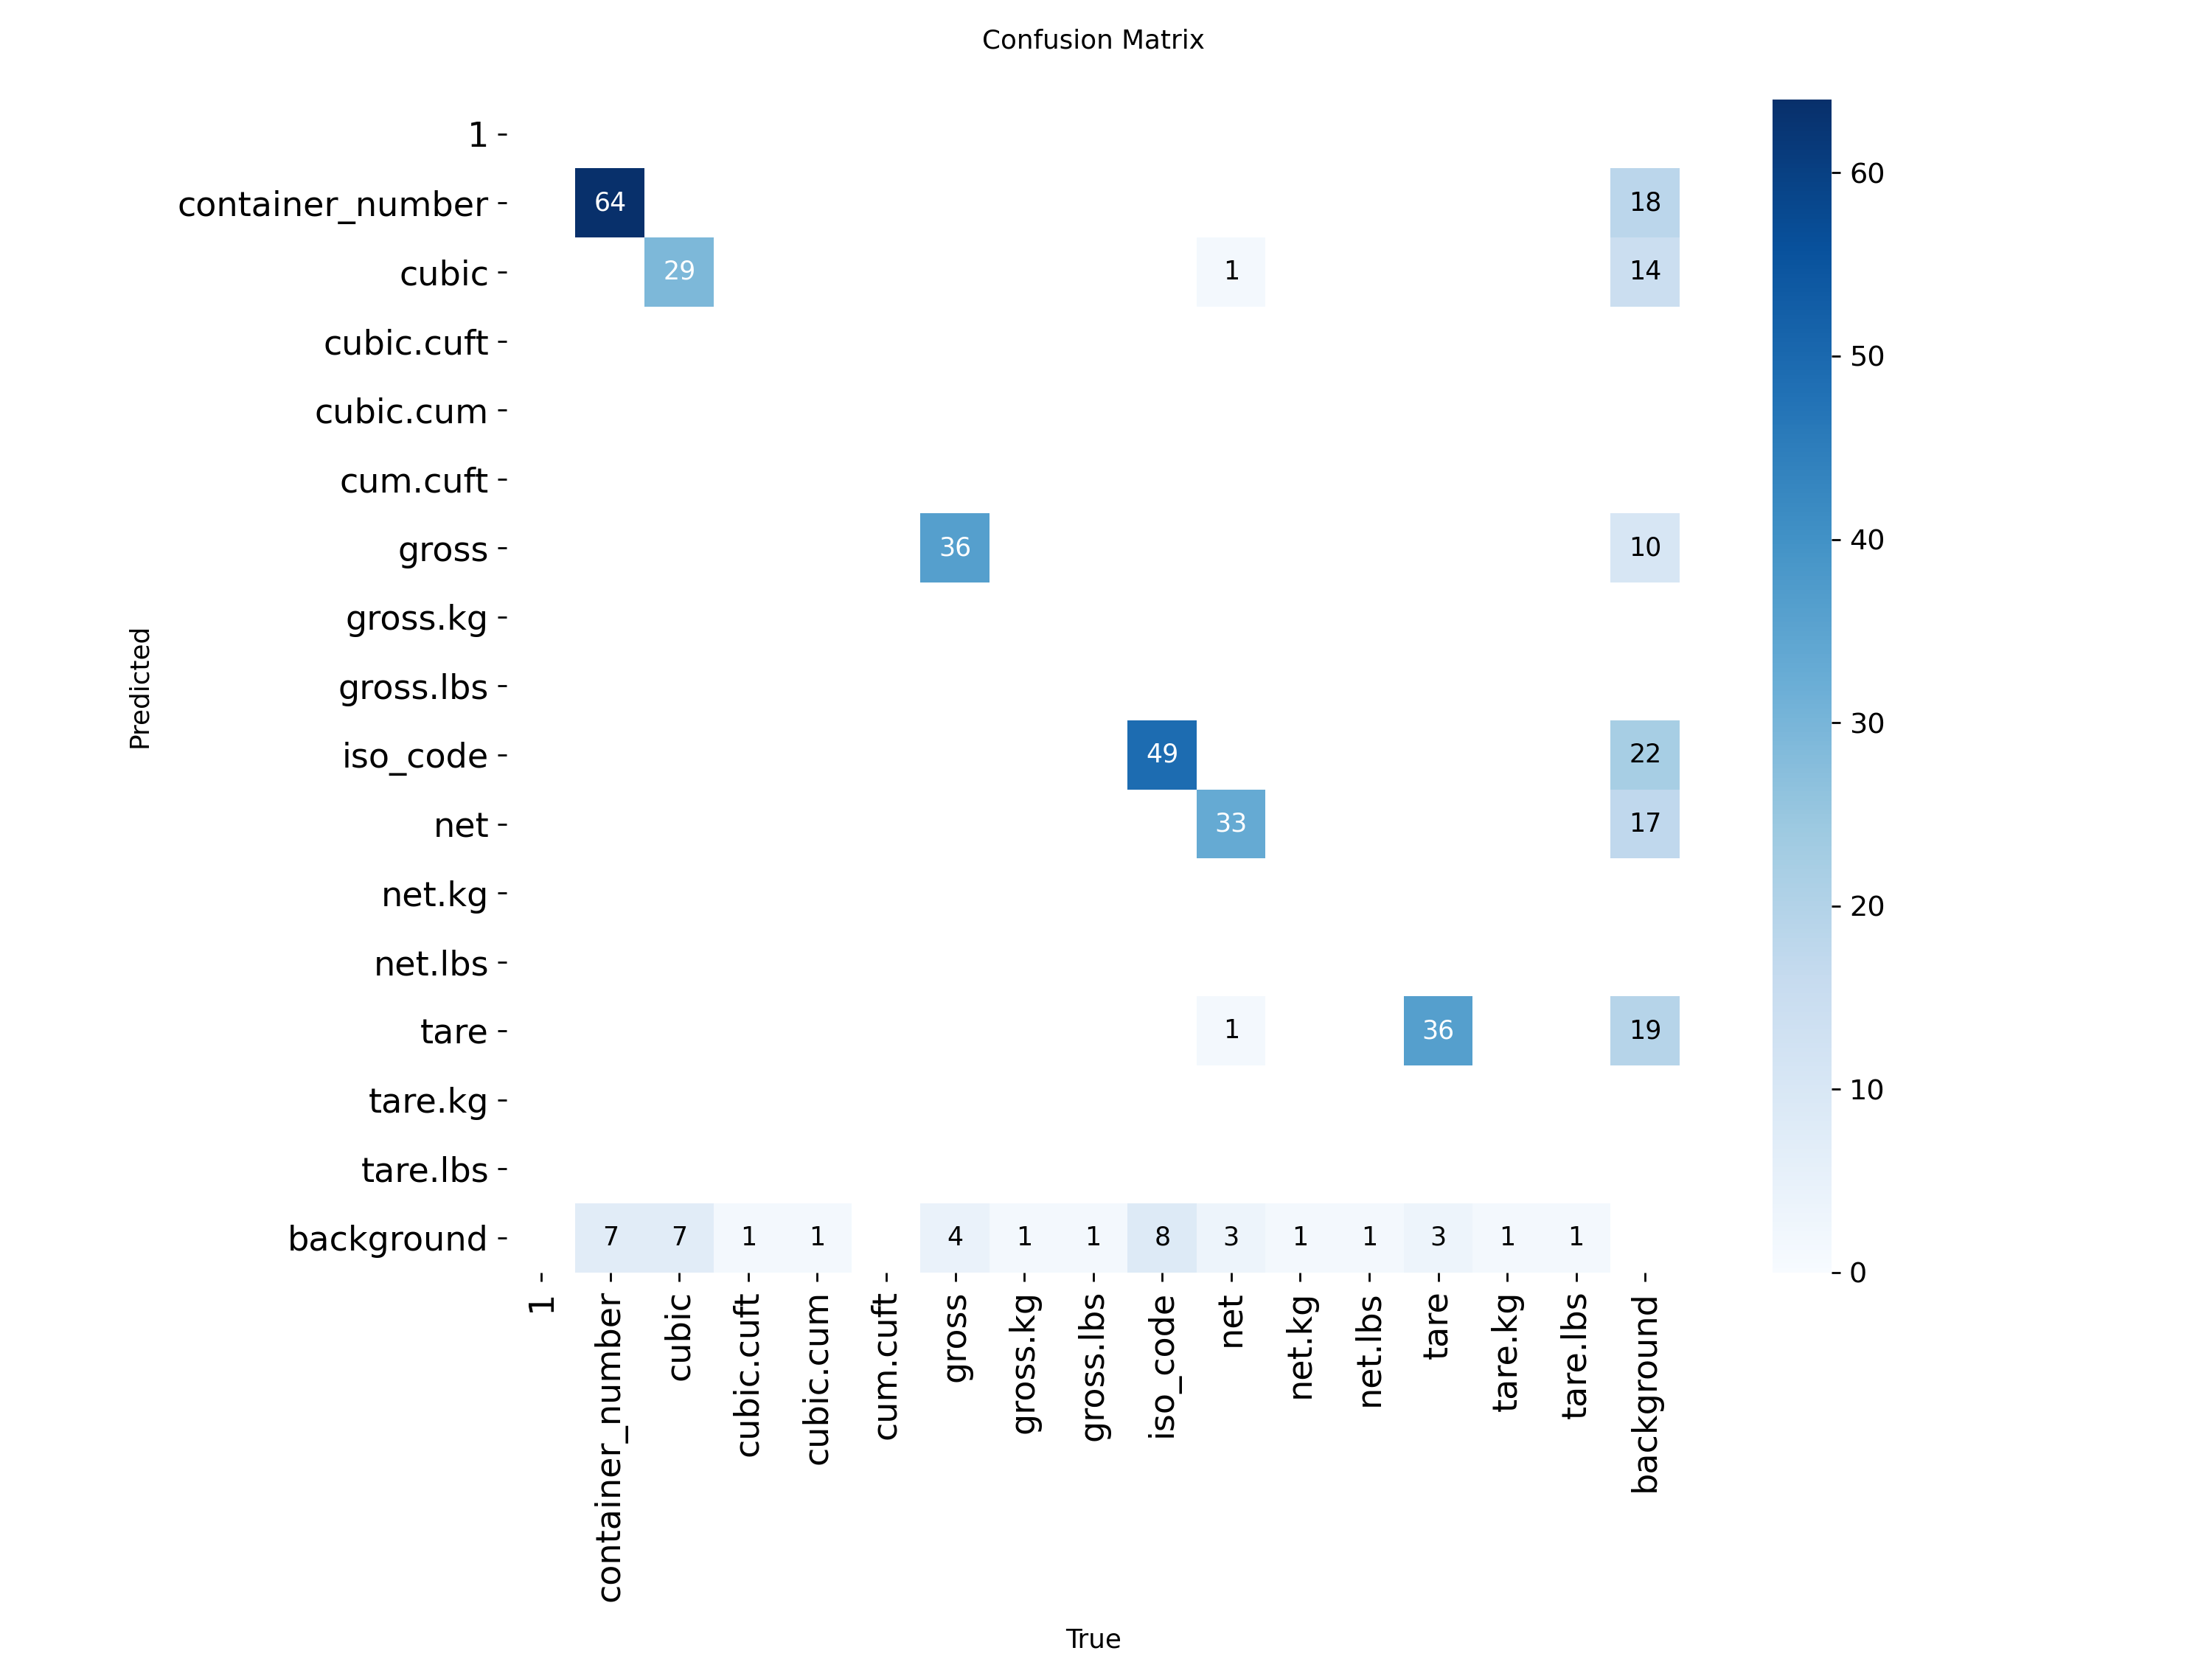 Confusion Matrix
1
container_number 64 18
cubic 29 1 14
cubic.cuft
cubic.cum
cum.cuft
gross 36 10
gross.kg
gross.lbs
iso_code 49 22
net 33 17
net.kg
net.lbs
tare 1 36 19
tare.kg
tare.lbs
background 7 7 1 1 4 1 1 8 3 1 1 3 1 1
Predicted
1 container_number cubic cubic.cuft cubic.cum cum.cuft gross gross.kg gross.lbs iso_code net net.kg net.lbs tare tare.kg tare.lbs background
True
60
50
40
30
20
10
0